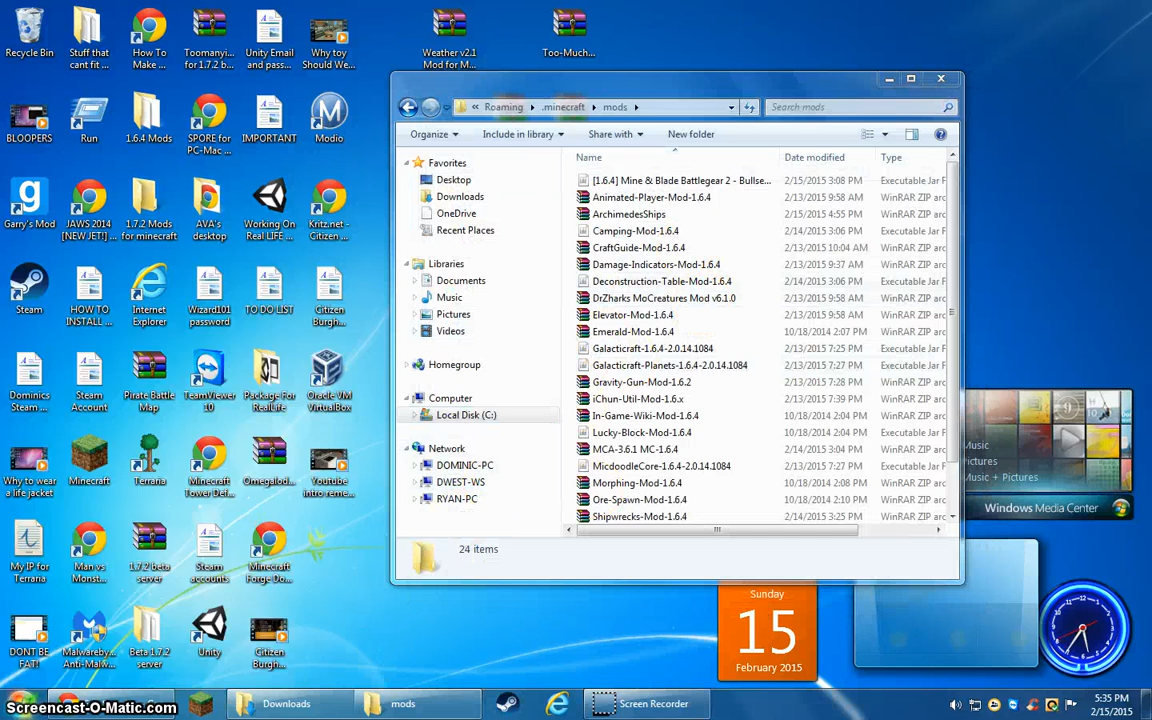 Recycle Bin
Stuff that
cant fit ...
How To
Make ...
Toomanyi...
for 1.7.2 b...
Unity Email
and pass...
Why toy
Should We...
Weather v2.1
Mod for M...
Too-Much...
BLOOPERS
Run
1.6.4 Mods
SPORE for
PC-Mac ...
IMPORTANT
Modio
Garry's Mod
JAWS 2014
[NEW JET!] ...
1.7.2 Mods
for minecraft
AVA's
desktop
Working On
Real LIFE ...
Kritz.net -
Citizen ...
Steam
HOW TO
INSTALL ...
Internet
Explorer
Wizard101
password
TO DO LIST
Citizen
Burgh...
Dominics
Steam ...
Steam
Account
Pirate Battle
Map
TeamViewer
10
Package For
RealLife
Oracle VM
VirtualBox
Why to wear
a life jacket
Minecraft
Terraria
Minecraft
Tower Def...
Omegalod...
Youtube
intro reme...
My IP for
Terraria
Man vs
Monst...
1.7.2 beta
server
Steam
accounts
Minecraft
Forge Do...
DONT BE
FAT!
Malwareby...
Anti-Malw...
Beta 1.7.2
server
Unity
Citizen
Burgh...
« Roaming
.minecraft
mods
Search mods
Organize
Include in library
Share with
New folder
Favorites
Desktop
Downloads
OneDrive
Recent Places
Libraries
Documents
Music
Pictures
Videos
Homegroup
Computer
Local Disk (C:)
Network
DOMINIC-PC
DWEST-WS
RYAN-PC
Name Date modified Type
[1.6.4] Mine & Blade Battlegear 2 - Bullse... 2/15/2015 3:08 PM Executable Jar F
Animated-Player-Mod-1.6.4 2/13/2015 9:58 AM WinRAR ZIP arc
ArchimedesShips 2/15/2015 4:55 PM WinRAR ZIP arc
Camping-Mod-1.6.4 2/14/2015 3:06 PM Executable Jar F
CraftGuide-Mod-1.6.4 2/13/2015 10:04 AM WinRAR ZIP arc
Damage-Indicators-Mod-1.6.4 2/13/2015 9:37 AM WinRAR ZIP arc
Deconstruction-Table-Mod-1.6.4 2/14/2015 3:06 PM Executable Jar F
DrZharks MoCreatures Mod v6.1.0 2/13/2015 9:58 AM WinRAR ZIP arc
Elevator-Mod-1.6.4 2/13/2015 9:58 AM WinRAR ZIP arc
Emerald-Mod-1.6.4 10/18/2014 2:07 PM WinRAR ZIP arc
Galacticraft-1.6.4-2.0.14.1084 2/13/2015 7:25 PM Executable Jar F
Galacticraft-Planets-1.6.4-2.0.14.1084 2/13/2015 7:27 PM Executable Jar F
Gravity-Gun-Mod-1.6.2 2/13/2015 7:28 PM WinRAR ZIP arc
iChun-Util-Mod-1.6.x 2/13/2015 7:39 PM WinRAR ZIP arc
In-Game-Wiki-Mod-1.6.4 10/18/2014 2:07 PM WinRAR ZIP arc
Lucky-Block-Mod-1.6.4 10/18/2014 2:04 PM Executable Jar F
MCA-3.6.1 MC-1.6.4 2/14/2015 3:04 PM WinRAR ZIP arc
MicdoodleCore-1.6.4-2.0.14.1084 2/13/2015 7:27 PM Executable Jar F
Morphing-Mod-1.6.4 10/18/2014 2:08 PM WinRAR ZIP arc
Ore-Spawn-Mod-1.6.4 10/18/2014 2:10 PM WinRAR ZIP arc
Shipwrecks-Mod-1.6.4 2/14/2015 3:25 PM WinRAR ZIP arc
24 items
Music
Pictures
Music + Pictures
Windows Media Center
Sunday
15
February 2015
Screencast-O-Matic.com
Downloads
mods
Screen Recorder
5:35 PM
2/15/2015